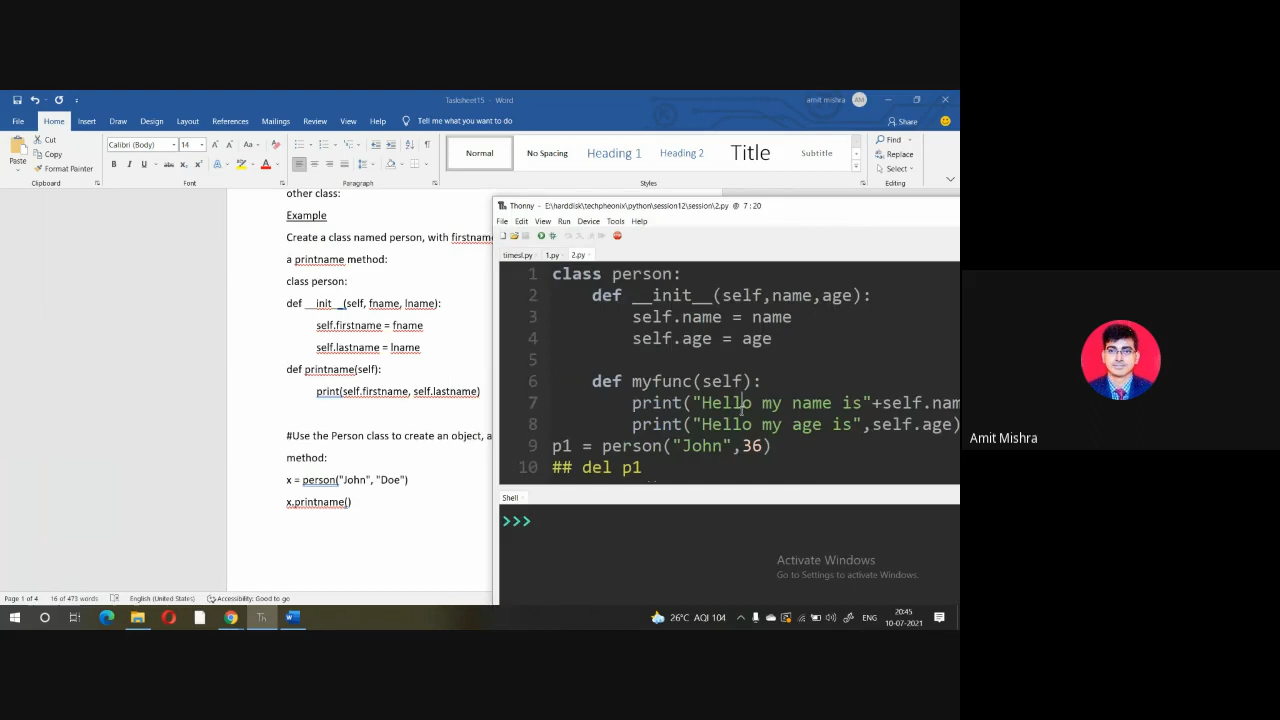 Tasksheet15 - Word
amit mishra AM
File Home Insert Draw Design Layout References Mailings Review View Help Tell me what you want to do Share
Paste Cut Copy Format Painter
Calibri (Body) 14
Normal No Spacing Heading 1 Heading 2 Title Subtitle
Find Replace Select
Clipboard Font Paragraph Styles Editing
other class:
Example
Create a class named person, with firstname
a printname method:
class person:
def __init__(self, fname, lname):
self.firstname = fname
self.lastname = lname
def printname(self):
print(self.firstname, self.lastname)
#Use the Person class to create an object, a
method:
x = person("John", "Doe")
x.printname()
Page 1 of 4 16 of 473 words English (United States) Accessibility: Good to go
Th Thonny - E:\harddisk\techpheonix\python\session12\session\2.py @ 7:20
File Edit View Run Device Tools Help
timesl.py 1.py 2.py
1 class person:
2 def __init__(self,name,age):
3 self.name = name
4 self.age = age
5
6 def myfunc(self):
7 print("Hello my name is"+self.nam
8 print("Hello my age is",self.age)
9 p1 = person("John",36)
10 ## del p1
Shell
>>>
Activate Windows
Go to Settings to activate Windows.
26°C AQI 104 ENG 20:45
10-07-2021
Amit Mishra